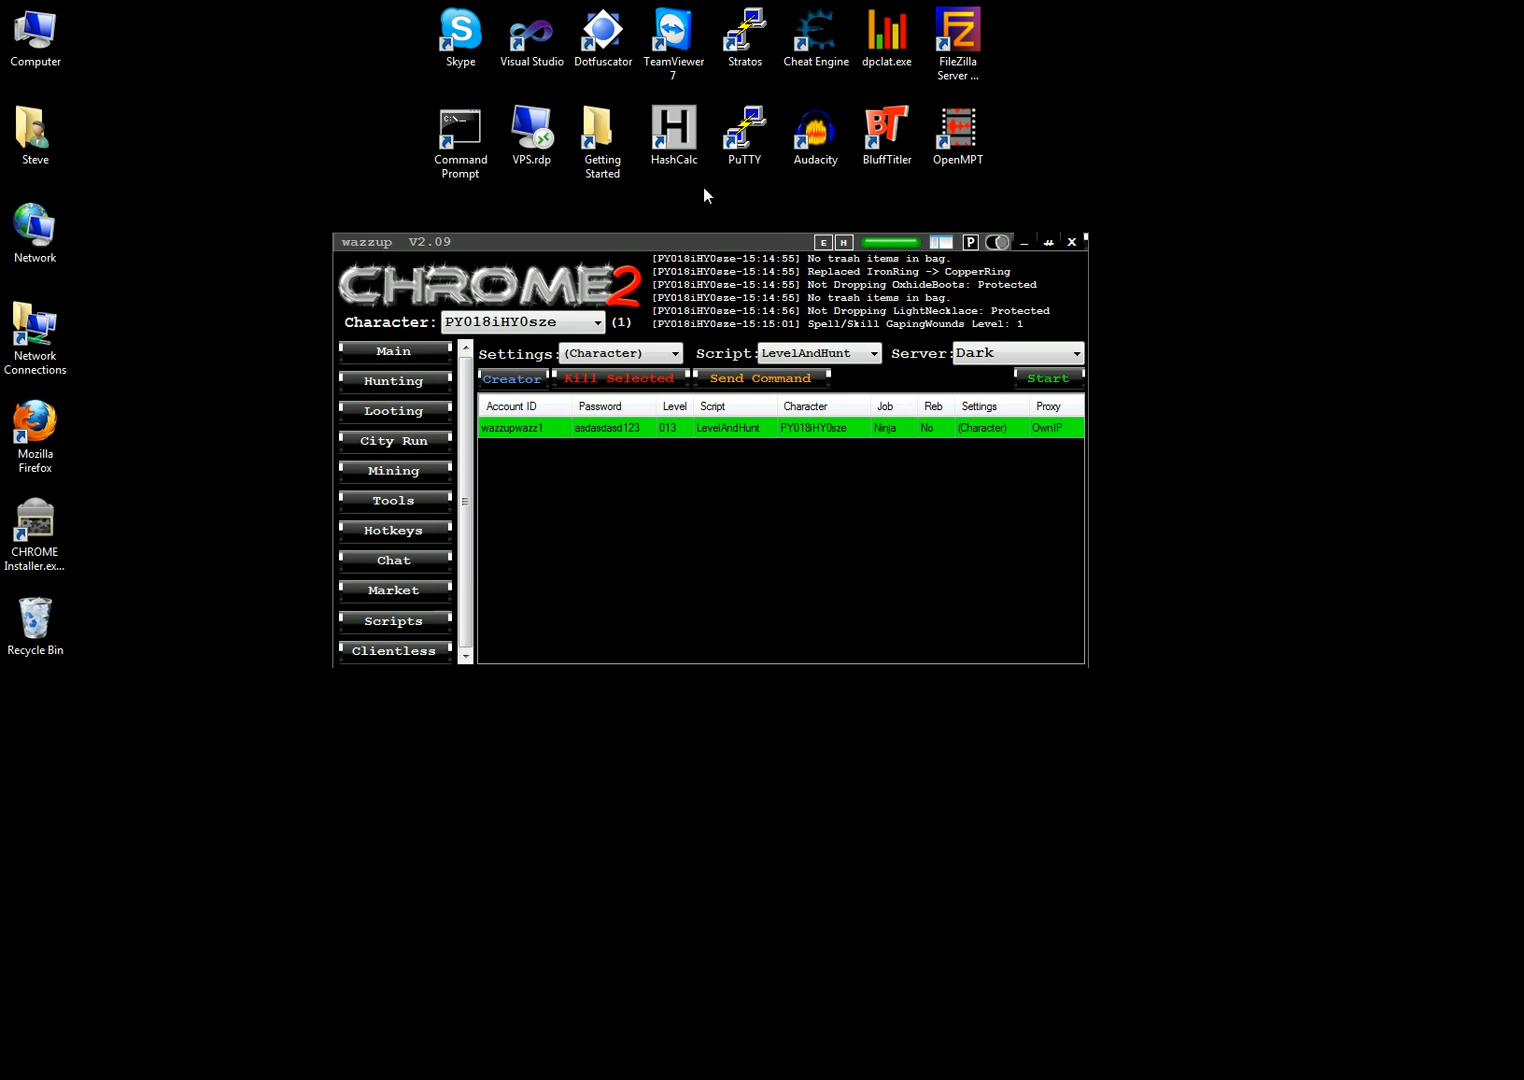 Computer
Skype
Visual Studio
Dotfuscator
TeamViewer
7
Stratos
Cheat Engine
dpclat.exe
FileZilla
Server ...
Steve
Command
Prompt
VPS.rdp
Getting
Started
HashCalc
PuTTY
Audacity
BluffTitler
OpenMPT
Network
Network
Connections
Mozilla
Firefox
CHROME
Installer.ex...
Recycle Bin
wazzup V2.09
E H P X
CHROME2
[PY018iHY0sze-15:14:55] No trash items in bag.
[PY018iHY0sze-15:14:55] Replaced IronRing -> CopperRing
[PY018iHY0sze-15:14:55] Not Dropping OxhideBoots: Protected
[PY018iHY0sze-15:14:55] No trash items in bag.
[PY018iHY0sze-15:14:56] Not Dropping LightNecklace: Protected
[PY018iHY0sze-15:15:01] Spell/Skill GapingWounds Level: 1
Character: PY018iHY0sze (1)
Main
Hunting
Looting
City Run
Mining
Tools
Hotkeys
Chat
Market
Scripts
Clientless
Settings: (Character) Script: LevelAndHunt Server: Dark
Creator Kill Selected Send Command Start
Account ID Password Level Script Character Job Reb Settings Proxy
wazzupwazz1 asdasdasd123 013 LevelAndHunt PY018iHY0sze Ninja No (Character) OwnIP